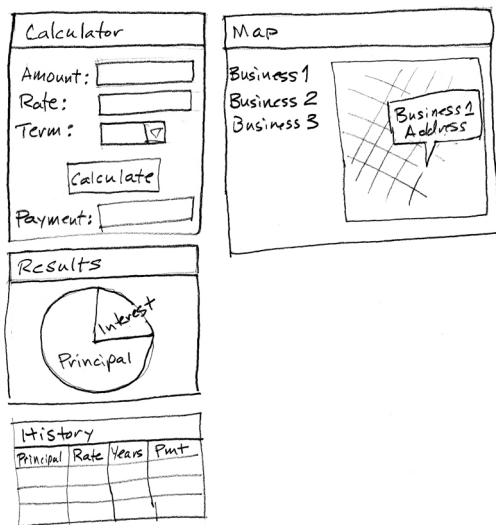 Calculator
Amount:
Rate:
Term:
Calculate
Payment:
Map
Business 1
Business 2
Business 3
Business 1
Address
Results
Interest
Principal
History
Principal Rate Years Pmt